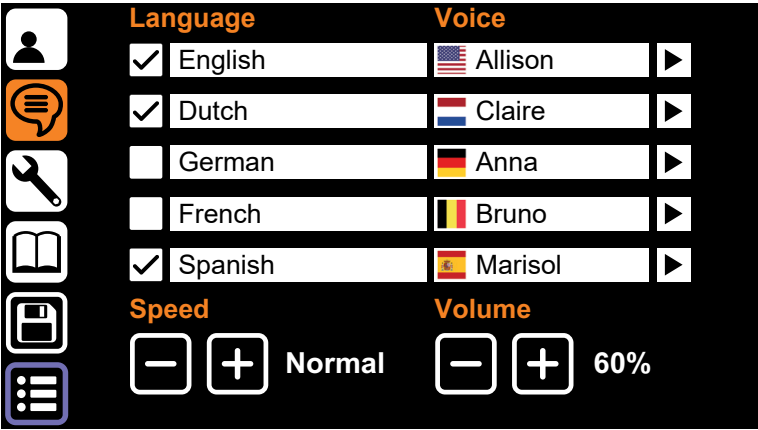 Language Voice
English Allison
Dutch Claire
German Anna
French Bruno
Spanish Marisol
Speed Volume
Normal 60%